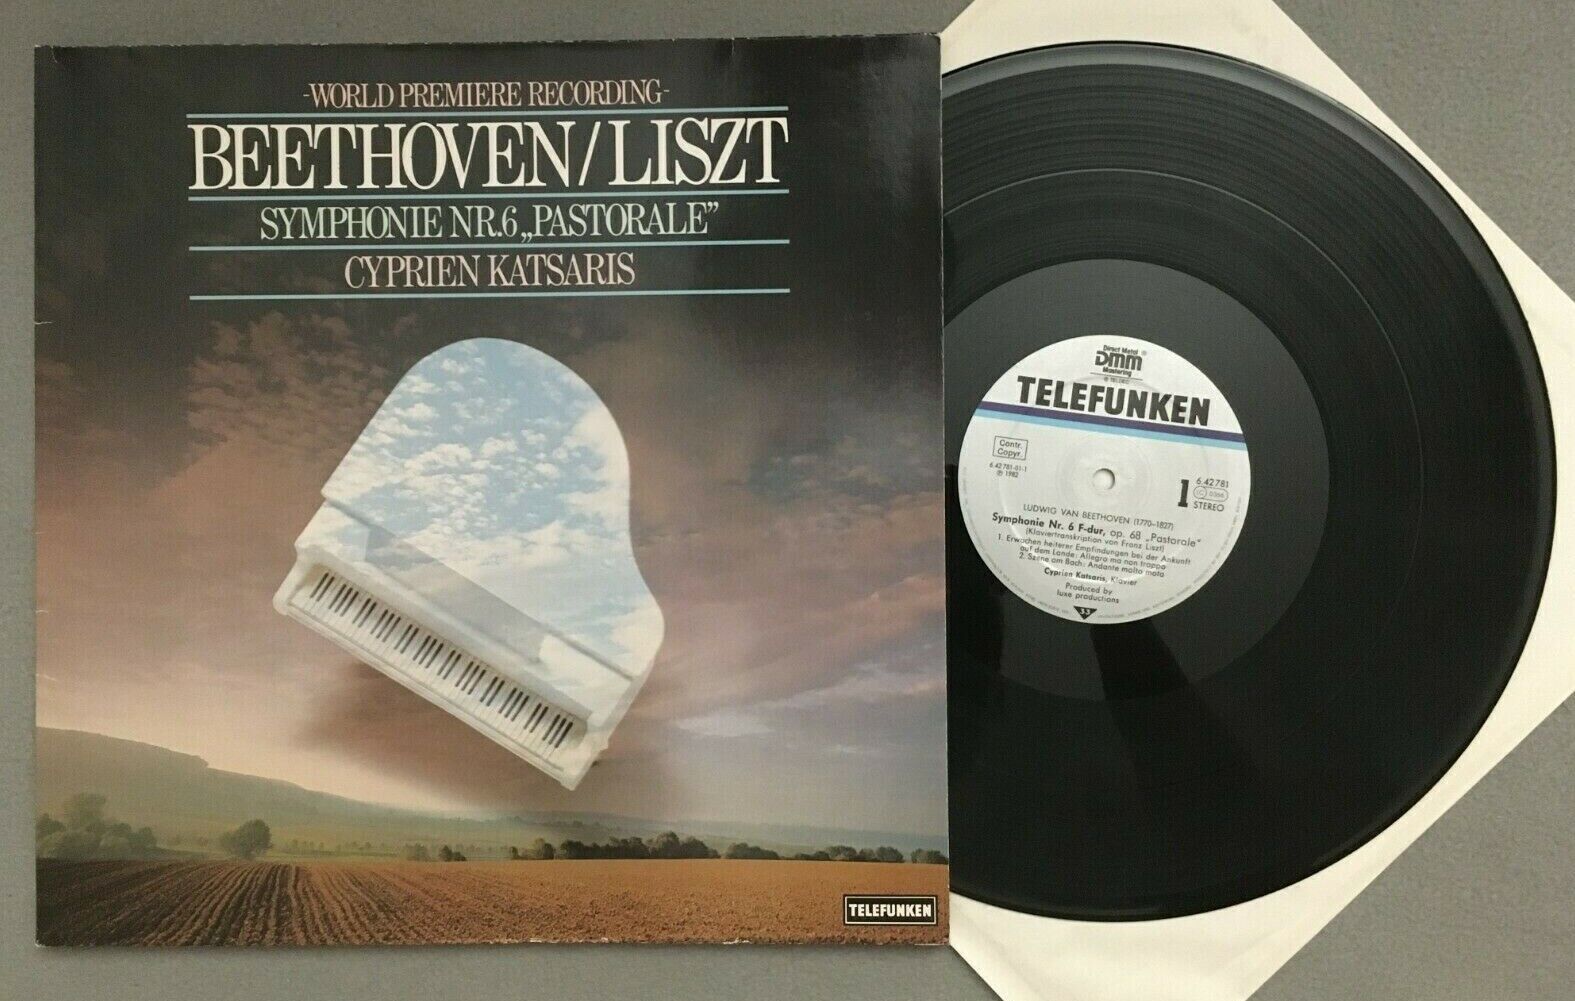 -WORLD PREMIERE RECORDING-
BEETHOVEN/LISZT
SYMPHONIE NR.6 „PASTORALE”
CYPRIEN KATSARIS
TELEFUNKEN
Direct Metal
DMM®
Mastering
TELEFUNKEN
Contr.
Copyr.
6.42781-01-1
℗ 1982
1
6.42781
LC 0366
STEREO
LUDWIG VAN BEETHOVEN (1770–1827)
Symphonie Nr. 6 F-dur, op. 68 „Pastorale“
(Klaviertranskription von Franz Liszt)
1. Erwachen heiterer Empfindungen bei der Ankunft
auf dem Lande: Allegro ma non troppo
2. Szene am Bach: Andante molto moto
Cyprien Katsaris, Klavier
Produced by
luxe productions
33